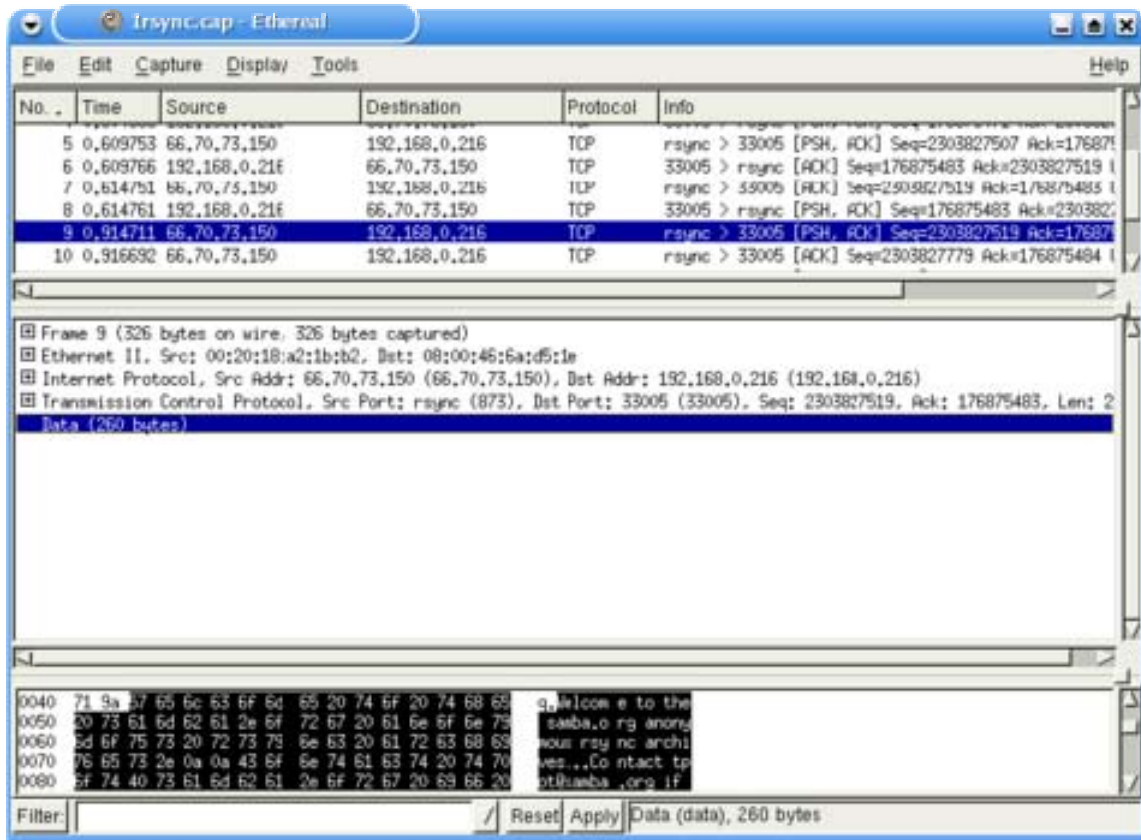 1rsync.cap - Ethereal
File Edit Capture Display Tools Help
No. . Time Source Destination Protocol Info
5 0.609753 66.70.73.150 192.168.0.216 TCP rsync > 33005 [PSH, ACK] Seq=2303827507 Ack=17687
6 0.609766 192.168.0.216 66.70.73.150 TCP 33005 > rsync [ACK] Seq=176875483 Ack=2303827519
7 0.614751 66.70.73.150 192.168.0.216 TCP rsync > 33005 [ACK] Seq=2303827519 Ack=176875483
8 0.614761 192.168.0.216 66.70.73.150 TCP 33005 > rsync [PSH, ACK] Seq=176875483 Ack=230382
9 0.914711 66.70.73.150 192.168.0.216 TCP rsync > 33005 [PSH, ACK] Seq=2303827519 Ack=17687
10 0.916692 66.70.73.150 192.168.0.216 TCP rsync > 33005 [ACK] Seq=2303827779 Ack=176875484
Frame 9 (326 bytes on wire, 326 bytes captured)
Ethernet II, Src: 00:20:18:a2:1b:b2, Dst: 08:00:46:6a:d5:1e
Internet Protocol, Src Addr: 66.70.73.150 (66.70.73.150), Dst Addr: 192.168.0.216 (192.168.0.216)
Transmission Control Protocol, Src Port: rsync (873), Dst Port: 33005 (33005), Seq: 2303827519, Ack: 176875483, Len: 2
Data (260 bytes)
0040 71 9a 57 65 6c 63 6f 6d 65 20 74 6f 20 74 68 65 q.Welcom e to the
0050 20 73 61 6d 62 61 2e 6f 72 67 20 61 6e 6f 6e 79 samba.o rg anony
0060 6d 6f 75 73 20 72 73 79 6e 63 20 61 72 63 68 69 mous rsy nc archi
0070 76 65 73 2e 0a 0a 43 6f 6e 74 61 63 74 20 74 70 ves...Co ntact tp
0080 6f 74 40 73 61 6d 62 61 2e 6f 72 67 20 69 66 20 ot@samba .org if
Filter: / Reset Apply Data (data), 260 bytes